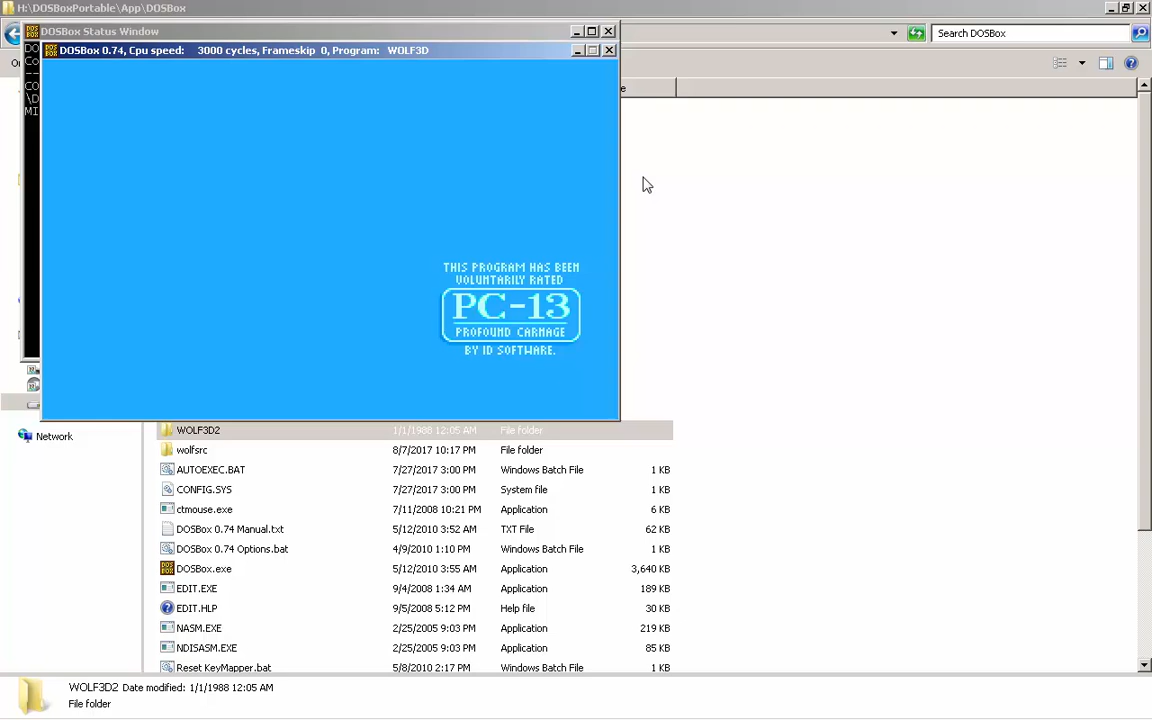 H:\DOSBoxPortable\App\DOSBox
DOSBox Status Window
Search DOSBox
DOSBox 0.74, Cpu speed: 3000 cycles, Frameskip 0, Program: WOLF3D
DO
Co
--
CO
\D
MI
THIS PROGRAM HAS BEEN
VOLUNTARILY RATED
PC-13
PROFOUND CARNAGE
BY ID SOFTWARE.
WOLF3D2 1/1/1988 12:05 AM File folder
Network
wolfsrc 8/7/2017 10:17 PM File folder
AUTOEXEC.BAT 7/27/2017 3:00 PM Windows Batch File 1 KB
CONFIG.SYS 7/27/2017 3:00 PM System file 1 KB
ctmouse.exe 7/11/2008 10:21 PM Application 6 KB
DOSBox 0.74 Manual.txt 5/12/2010 3:52 AM TXT File 62 KB
DOSBox 0.74 Options.bat 4/9/2010 1:10 PM Windows Batch File 1 KB
DOSBox.exe 5/12/2010 3:55 AM Application 3,640 KB
EDIT.EXE 9/4/2008 1:34 AM Application 189 KB
EDIT.HLP 9/5/2008 5:12 PM Help file 30 KB
NASM.EXE 2/25/2005 9:03 PM Application 219 KB
NDISASM.EXE 2/25/2005 9:03 PM Application 85 KB
Reset KeyMapper.bat 5/8/2010 2:17 PM Windows Batch File 1 KB
WOLF3D2 Date modified: 1/1/1988 12:05 AM
File folder